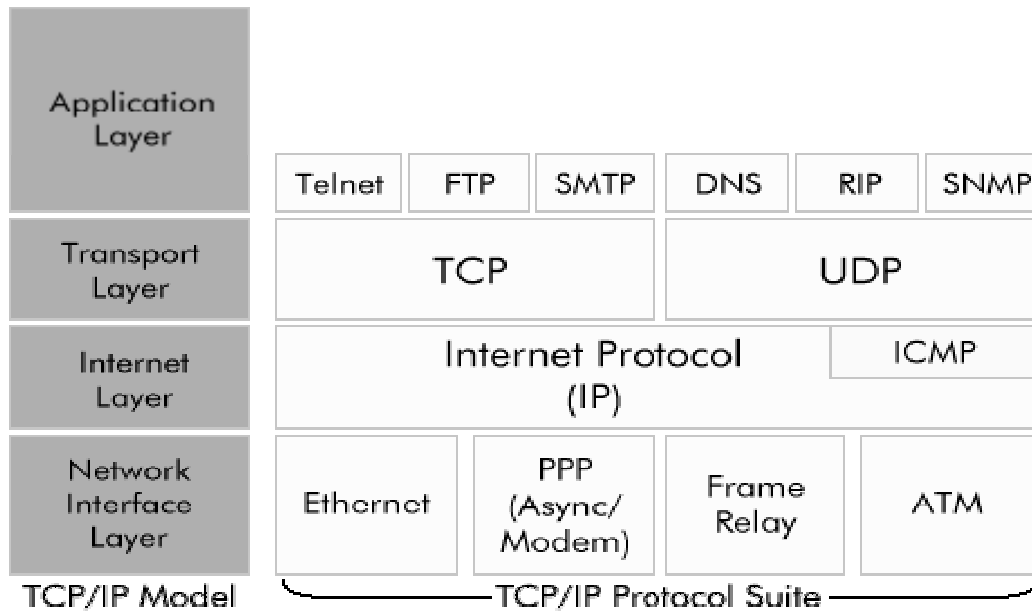 Application
Layer
Telnet
FTP
SMTP
DNS
RIP
SNMP
Transport
Layer
TCP
UDP
Internet
Layer
Internet Protocol
(IP)
ICMP
Network
Interface
Layer
Ethernet
PPP
(Async/
Modem)
Frame
Relay
ATM
TCP/IP Model
TCP/IP Protocol Suite